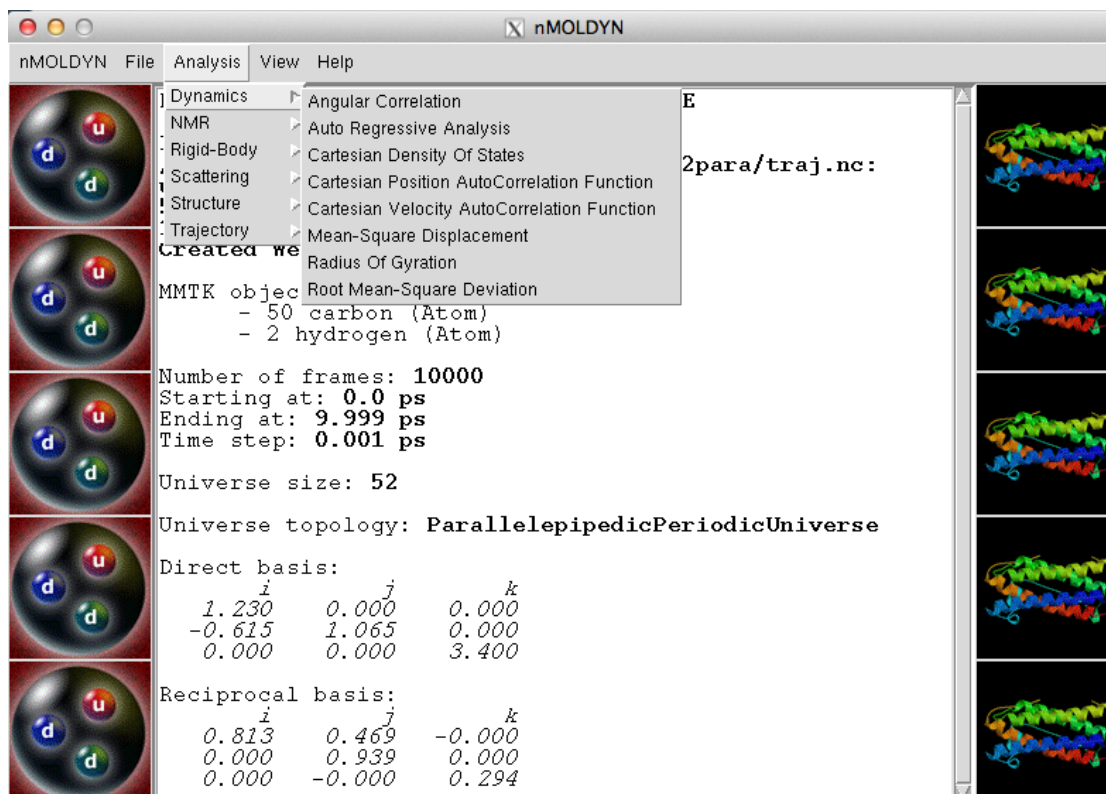 nMOLDYN
nMOLDYN File Analysis View Help
Dynamics
NMR
Rigid-Body
Scattering
Structure
Trajectory
Angular Correlation
Auto Regressive Analysis
Cartesian Density Of States
Cartesian Position AutoCorrelation Function
Cartesian Velocity AutoCorrelation Function
Mean-Square Displacement
Radius Of Gyration
Root Mean-Square Deviation
E
2para/traj.nc:
Created We
MMTK objec
- 50 carbon (Atom)
- 2 hydrogen (Atom)
Number of frames: 10000
Starting at: 0.0 ps
Ending at: 9.999 ps
Time step: 0.001 ps
Universe size: 52
Universe topology: ParallelepipedicPeriodicUniverse
Direct basis:
i j k
1.230 0.000 0.000
-0.615 1.065 0.000
0.000 0.000 3.400
Reciprocal basis:
i j k
0.813 0.469 -0.000
0.000 0.939 0.000
0.000 -0.000 0.294
u
d
d
u
d
d
u
d
d
u
d
d
u
d
d